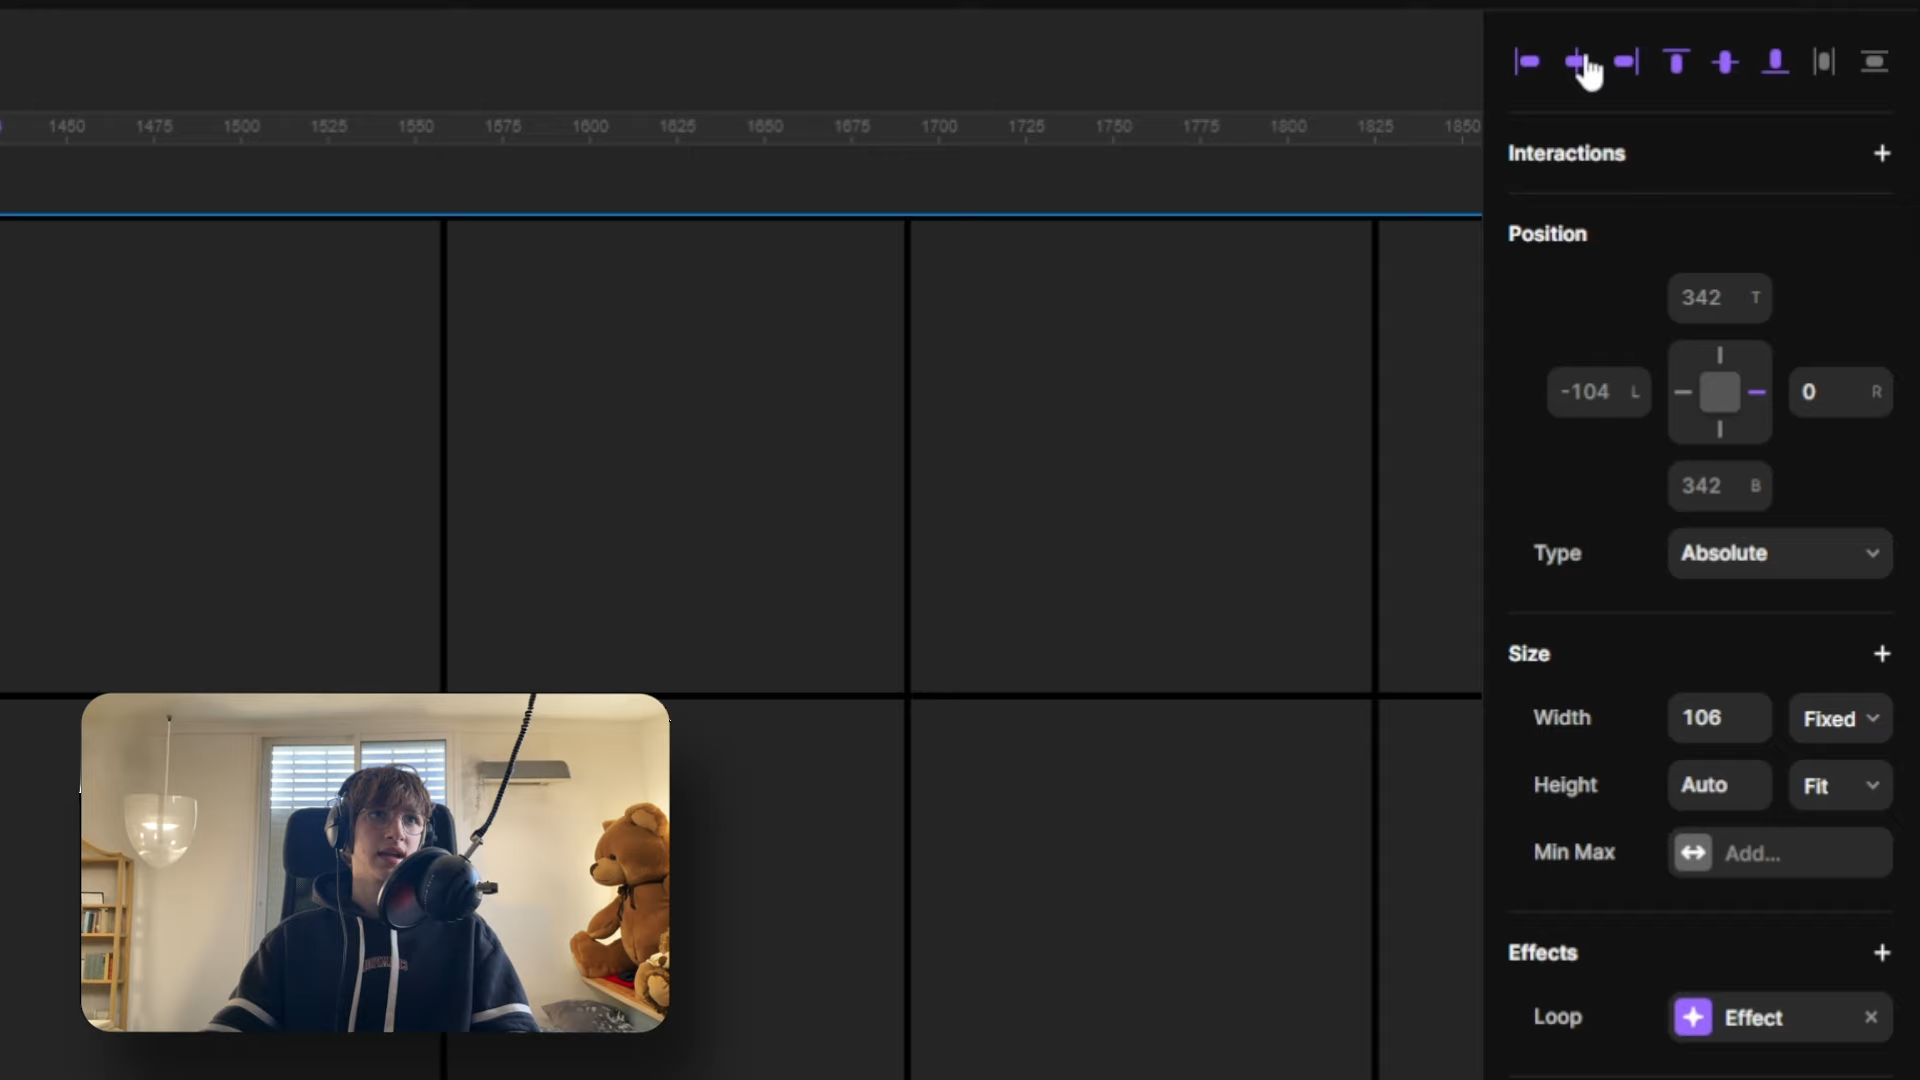 1450 1475 1500 1525 1550 1575 1600 1625 1650 1675 1700 1725 1750 1775 1800 1825 1850
Interactions
Position
342 T
-104 L
0 R
342 B
Type Absolute
Size
Width 106 Fixed
Height Auto Fit
Min Max Add...
Effects
Loop Effect